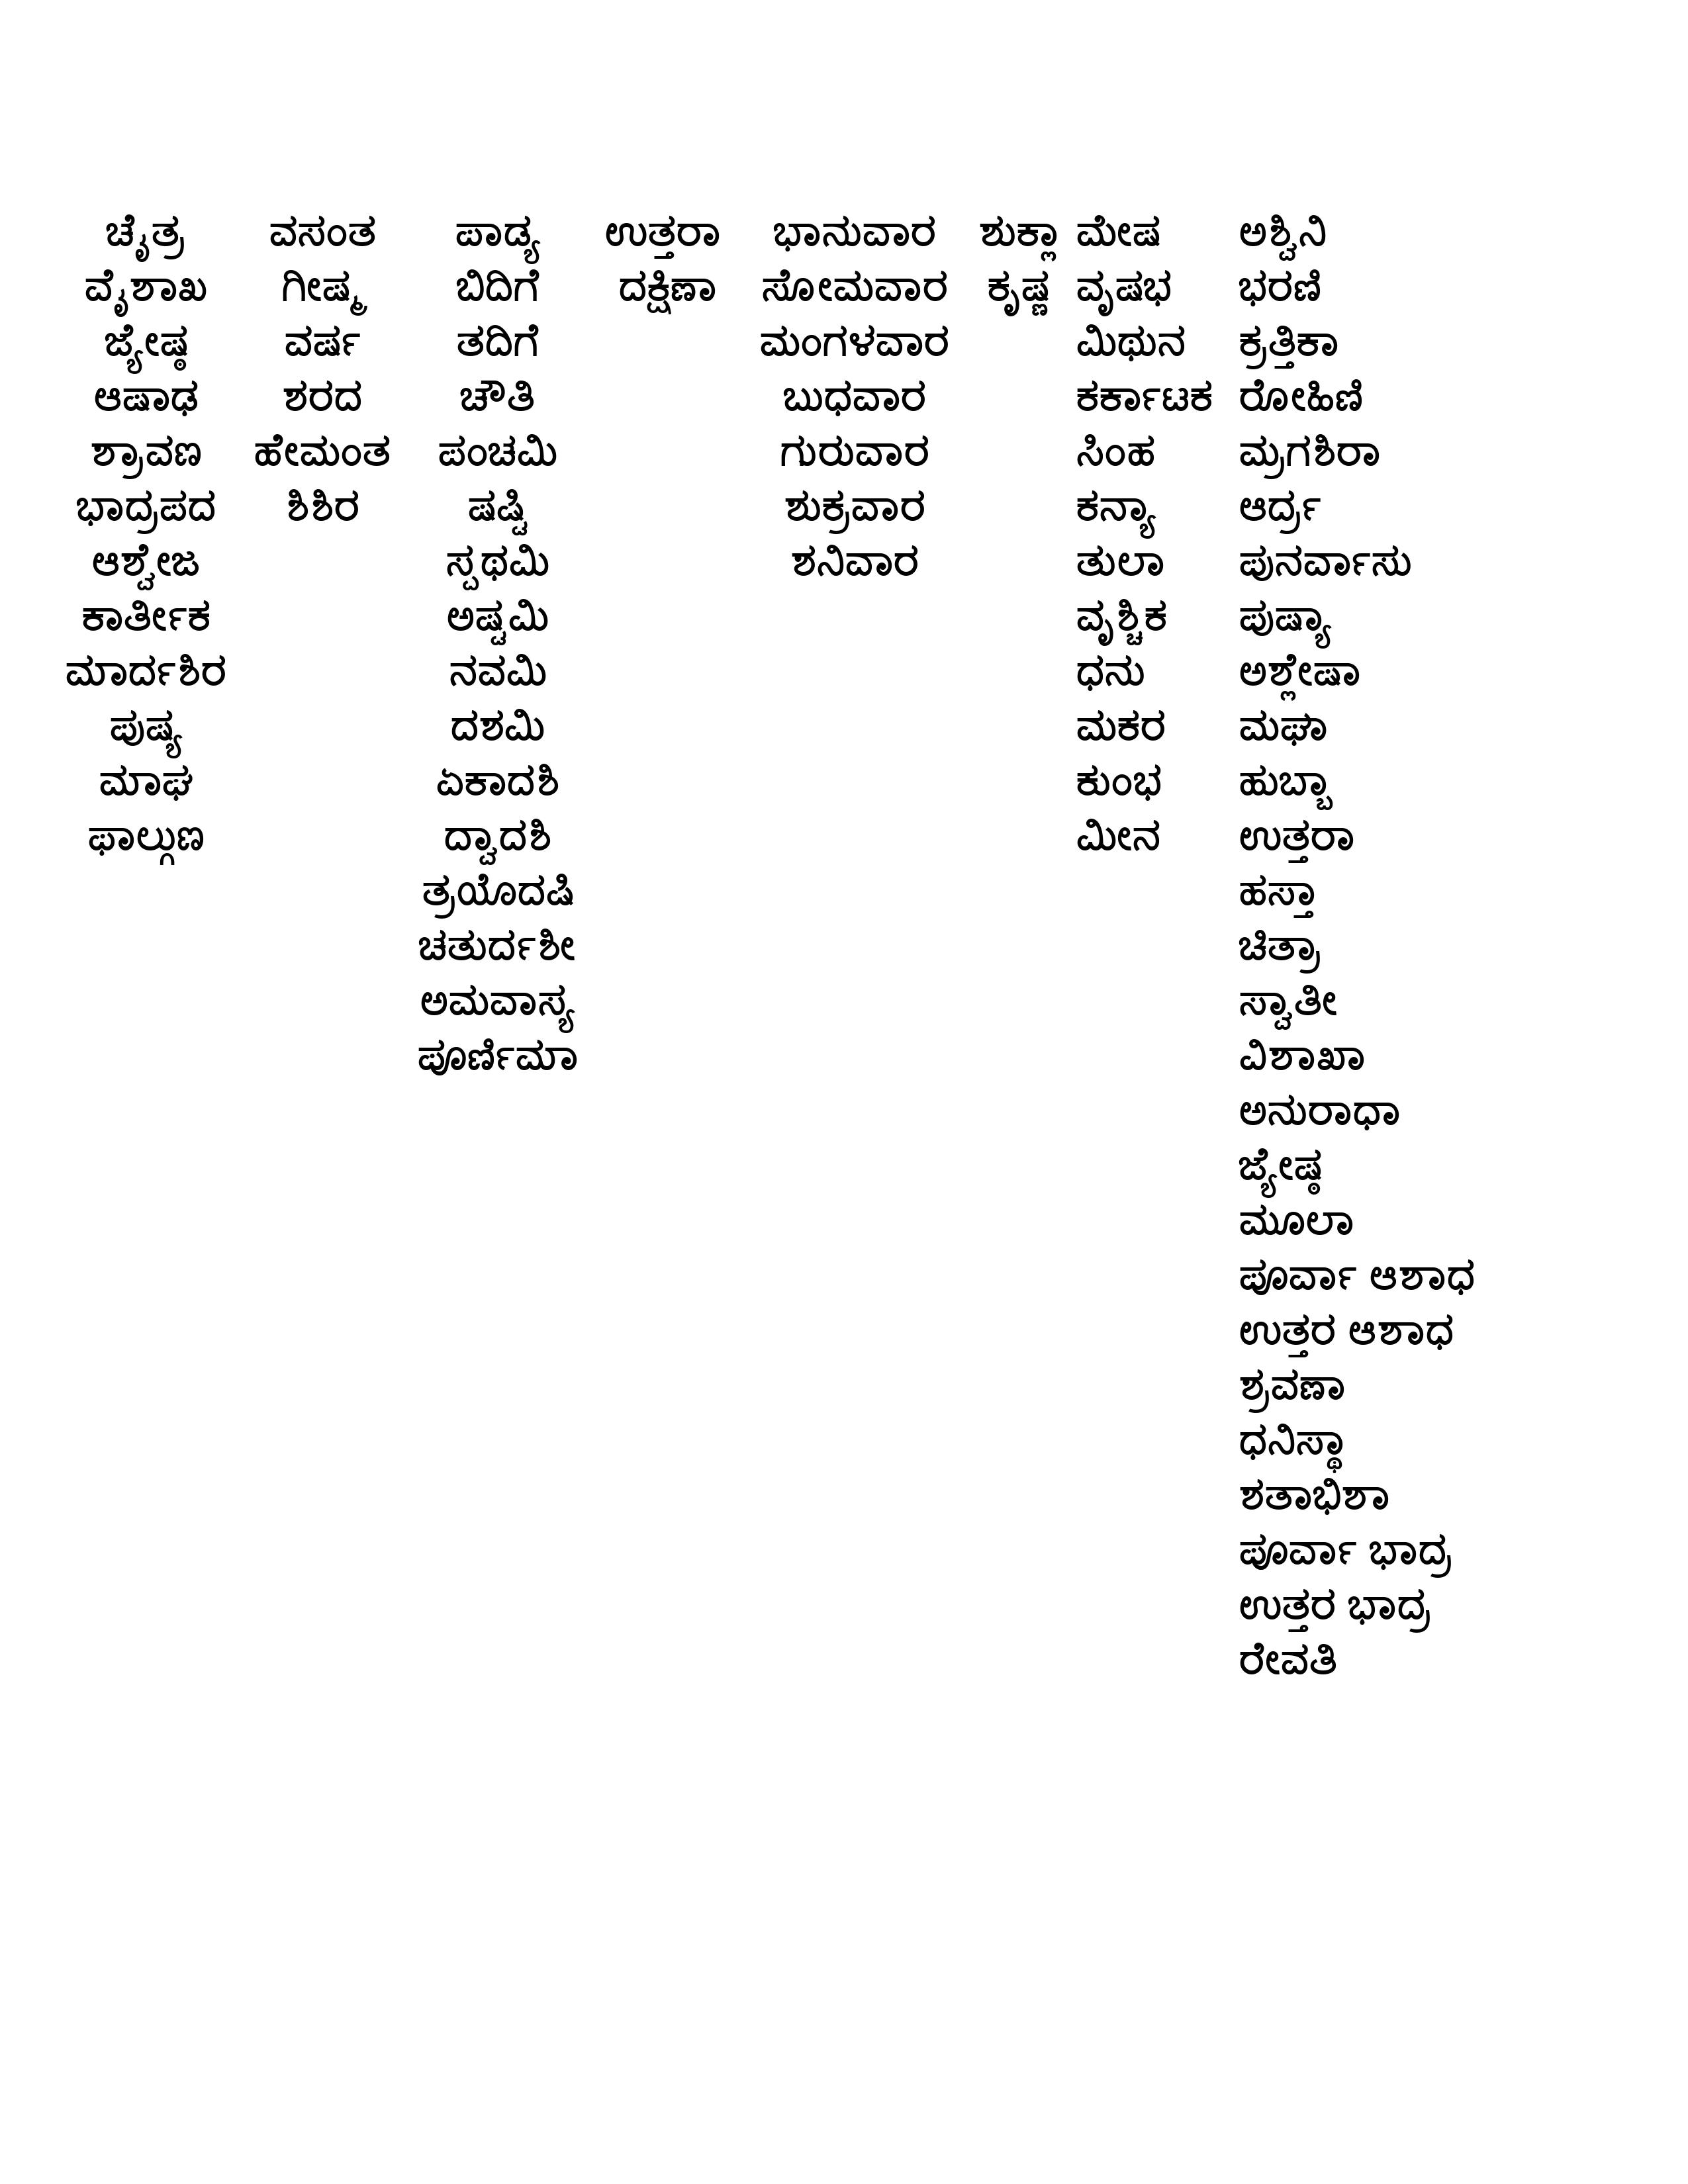 ಚೈತ್ರ ವಸಂತ ಪಾಡ್ಯ ಉತ್ತರಾ ಭಾನುವಾರ ಶುಕ್ಲಾ ಮೇಷ ಅಶ್ವಿನಿ
ವೈಶಾಖ ಗೀಷ್ಮ ಬಿದಿಗೆ ದಕ್ಷಿಣಾ ಸೋಮವಾರ ಕೃಷ್ಣ ವೃಷಭ ಭರಣಿ
ಜ್ಯೇಷ್ಠ ವರ್ಷ ತದಿಗೆ ಮಂಗಳವಾರ ಮಿಥುನ ಕ್ರತ್ತಿಕಾ
ಆಷಾಢ ಶರದ ಚೌತಿ ಬುಧವಾರ ಕರ್ಕಾಟಕ ರೋಹಿಣಿ
ಶ್ರಾವಣ ಹೇಮಂತ ಪಂಚಮಿ ಗುರುವಾರ ಸಿಂಹ ಮ್ರಗಶಿರಾ
ಭಾದ್ರಪದ ಶಿಶಿರ ಷಷ್ಟಿ ಶುಕ್ರವಾರ ಕನ್ಯಾ ಆರ್ದ್ರ
ಆಶ್ವೇಜ ಸ್ಪಥಮಿ ಶನಿವಾರ ತುಲಾ ಪುನರ್ವಾಸು
ಕಾರ್ತೀಕ ಅಷ್ಟಮಿ ವೃಶ್ಚಿಕ ಪುಷ್ಯಾ
ಮಾರ್ದಶಿರ ನವಮಿ ಧನು ಅಶ್ಲೇಷಾ
ಪುಷ್ಯ ದಶಮಿ ಮಕರ ಮಘಾ
ಮಾಘ ಏಕಾದಶಿ ಕುಂಭ ಹುಬ್ಬಾ
ಫಾಲ್ಗುಣ ದ್ವಾದಶಿ ಮೀನ ಉತ್ತರಾ
ತ್ರಯೊದಷಿ ಹಸ್ತಾ
ಚತುರ್ದಶೀ ಚಿತ್ರಾ
ಅಮವಾಸ್ಯ ಸ್ವಾತೀ
ಪೂರ್ಣಿಮಾ ವಿಶಾಖಾ
ಅನುರಾಧಾ
ಜ್ಯೇಷ್ಠ
ಮೂಲಾ
ಪೂರ್ವಾ ಆಶಾಧ
ಉತ್ತರ ಆಶಾಧ
ಶ್ರವಣಾ
ಧನಿಸ್ಥಾ
ಶತಾಭಿಶಾ
ಪೂರ್ವಾ ಭಾದ್ರ
ಉತ್ತರ ಭಾದ್ರ
ರೇವತಿ